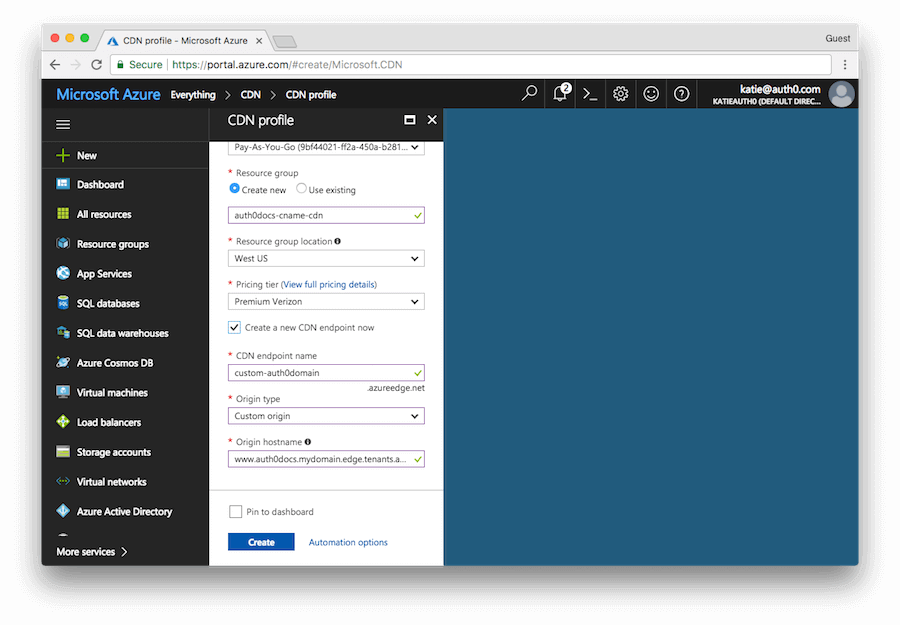 CDN profile - Microsoft Azure
Guest
Secure https://portal.azure.com/#create/Microsoft.CDN
Microsoft Azure Everything CDN CDN profile
2
katie@auth0.com
KATIEAUTH0 (DEFAULT DIREC...
New
Dashboard
All resources
Resource groups
App Services
SQL databases
SQL data warehouses
Azure Cosmos DB
Virtual machines
Load balancers
Storage accounts
Virtual networks
Azure Active Directory
More services
CDN profile
Pay-As-You-Go (9bf44021-ff2a-450a-b281...
* Resource group
Create new Use existing
auth0docs-cname-cdn
* Resource group location
West US
* Pricing tier (View full pricing details)
Premium Verizon
Create a new CDN endpoint now
* CDN endpoint name
custom-auth0domain
.azureedge.net
* Origin type
Custom origin
* Origin hostname
www.auth0docs.mydomain.edge.tenants.a...
Pin to dashboard
Create Automation options